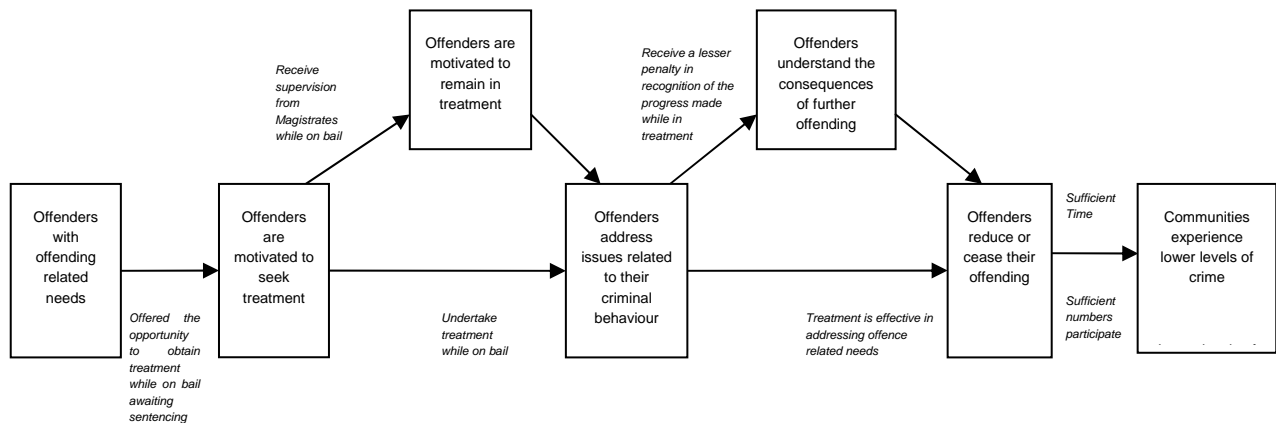 Offenders
with
offending
related
needs
Offered the
opportunity
to obtain
treatment
while on bail
awaiting
sentencing
Offenders
are
motivated to
seek
treatment
Receive
supervision
from
Magistrates
while on bail
Offenders are
motivated to
remain in
treatment
Undertake
treatment
while on bail
Offenders
address
issues related
to their
criminal
behaviour
Receive a lesser
penalty in
recognition of the
progress made
while in
treatment
Offenders
understand the
consequences
of further
offending
Treatment is effective in
addressing offence
related needs
Offenders
reduce or
cease their
offending
Sufficient
Time
Sufficient
numbers
participate
Communities
experience
lower levels of
crime